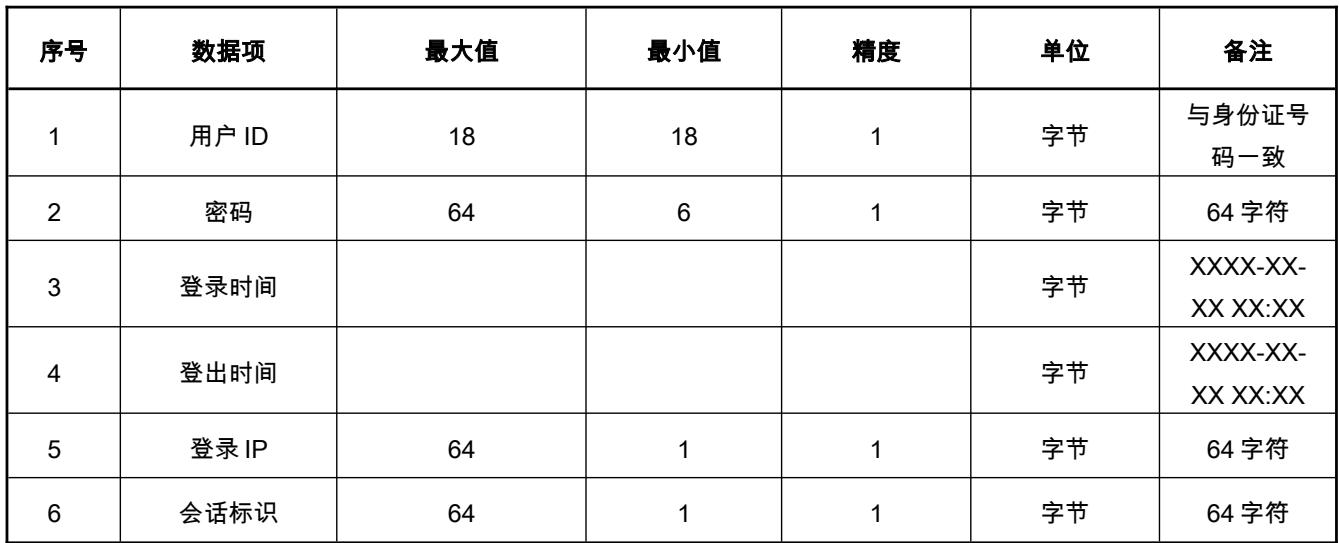 序号 数据项 最大值 最小值 精度 单位 备注
1 用户 ID 18 18 1 字节 与身份证号
码一致
2 密码 64 6 1 字节 64 字符
3 登录时间 字节 XXXX-XX-
XX XX:XX
4 登出时间 字节 XXXX-XX-
XX XX:XX
5 登录 IP 64 1 1 字节 64 字符
6 会话标识 64 1 1 字节 64 字符